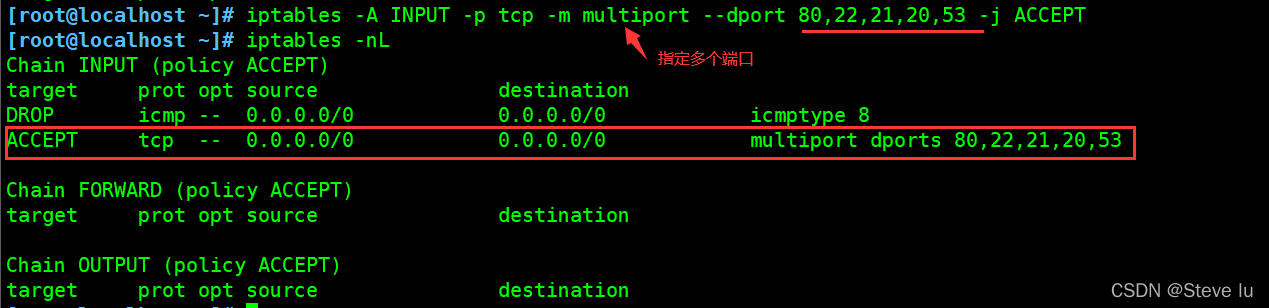 [root@localhost ~]# iptables -A INPUT -p tcp -m multiport --dport 80,22,21,20,53 -j ACCEPT
[root@localhost ~]# iptables -nL
指定多个端口
Chain INPUT (policy ACCEPT)
target     prot opt source               destination
DROP       icmp --  0.0.0.0/0            0.0.0.0/0            icmptype 8
ACCEPT     tcp  --  0.0.0.0/0            0.0.0.0/0            multiport dports 80,22,21,20,53
Chain FORWARD (policy ACCEPT)
target     prot opt source               destination
Chain OUTPUT (policy ACCEPT)
target     prot opt source               destination
CSDN @Steve lu